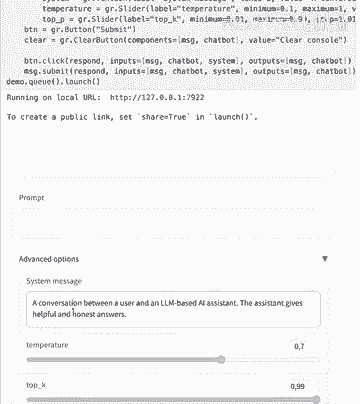 temperature = gr.Slider(label="temperature", minimum=0.1, maximum=1, v
top_p = gr.Slider(label="top_k", minimum=0.01,
btn = gr.Button("Submit")
clear = gr.ClearButton(components=[msg, chatbot], value="Clear console")
btn.click(respond, inputs=[msg, chatbot, system], outputs=[msg, chatbot])
msg.submit(respond, inputs=[msg, chatbot, system], outputs=[msg, chatbot])
demo.queue().launch()
Running on local URL: http://127.0.0.1:7922
To create a public link, set `share=True` in `launch()`.
Prompt
Advanced options ▼
System message
A conversation between a user and an LLM-based AI assistant. The assistant gives
helpful and honest answers.
temperature 0,7
top_k 0,99